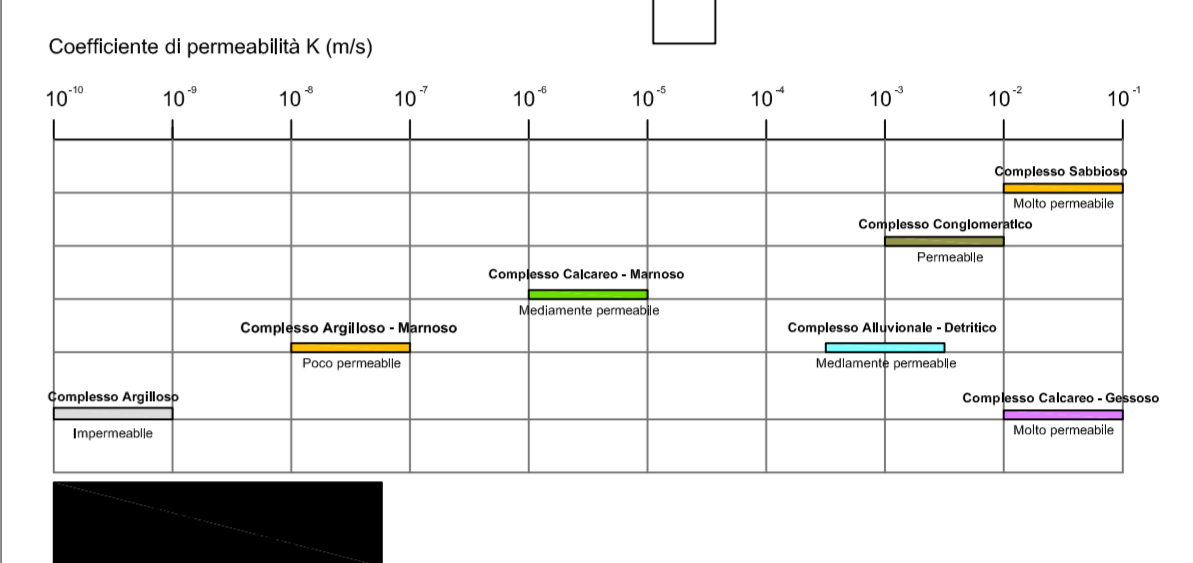 Coefficiente di permeabilità K (m/s)
10⁻¹⁰ 10⁻⁹ 10⁻⁸ 10⁻⁷ 10⁻⁶ 10⁻⁵ 10⁻⁴ 10⁻³ 10⁻² 10⁻¹
Complesso Sabbioso
Molto permeabile
Complesso Conglomeratico
Permeabile
Complesso Calcareo - Marnoso
Mediamente permeabile
Complesso Argilloso - Marnoso
Poco permeabile
Complesso Alluvionale - Detritico
Mediamente permeabile
Complesso Argilloso
Impermeabile
Complesso Calcareo - Gessoso
Molto permeabile